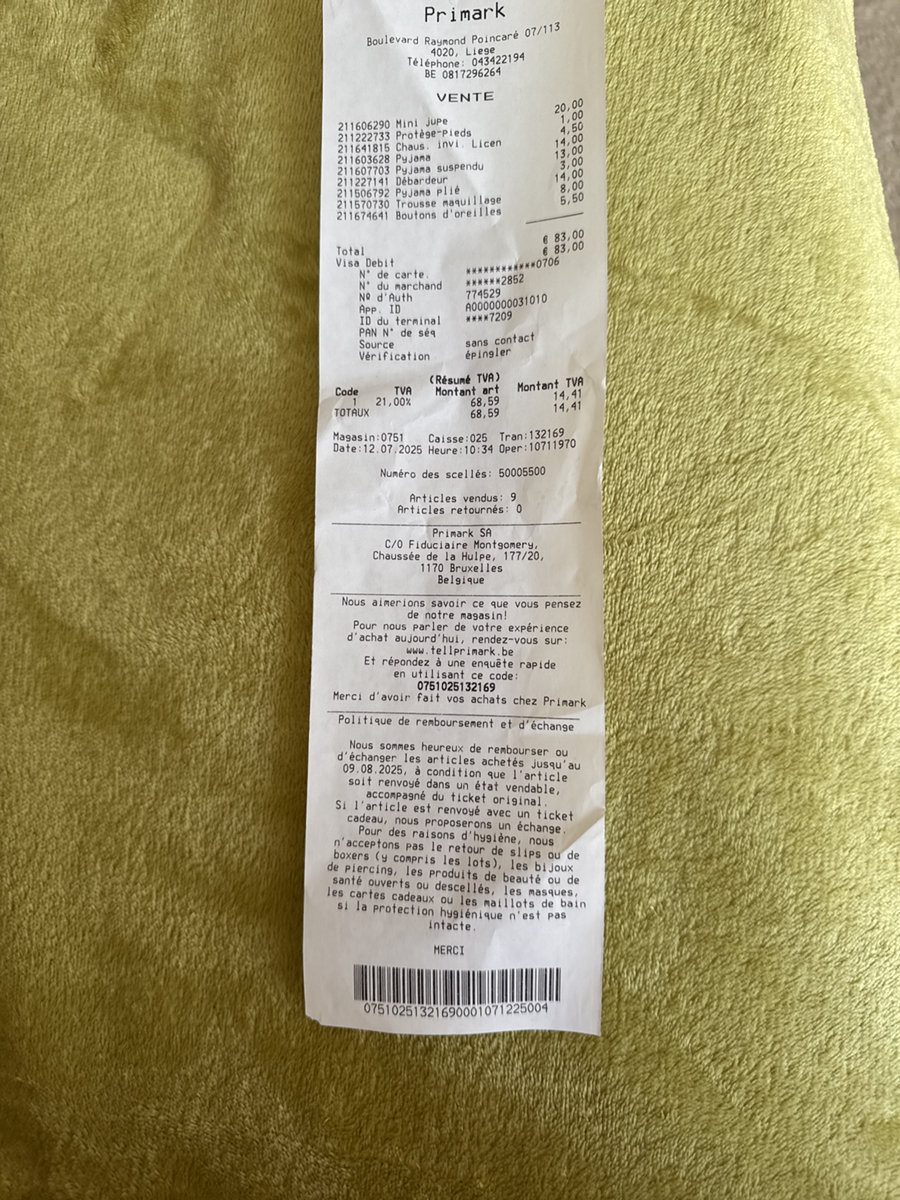 Primark
Boulevard Raymond Poincaré 07/113
4020, Liege
Téléphone: 043422194
BE 0817296264
VENTE
211606290 Mini jupe 20,00
211222733 Protège-Pieds 1,00
211641815 Chaus. invi. Licen 4,50
211603628 Pyjama 14,00
211607703 Pyjama suspendu 13,00
211227141 Débardeur 3,00
211506792 Pyjama plié 14,00
211570730 Trousse maquillage 8,00
211674641 Boutons d'oreilles 5,50
Total € 83,00
Visa Debit € 83,00
N° de carte. ************0706
N° du marchand ******2852
Nº d'Auth 774529
App. ID A0000000031010
ID du terminal ****7209
PAN N° de séq
Source sans contact
Vérification épingler
(Résumé TVA)
Code TVA Montant art Montant TVA
1 21,00% 68,59 14,41
TOTAUX 68,59 14,41
Magasin:0751 Caisse:025 Tran:132169
Date:12.07.2025 Heure:10:34 Oper:10711970
Numéro des scellés: 50005500
Articles vendus: 9
Articles retournés: 0
Primark SA
C/O Fiduciaire Montgomery,
Chaussée de la Hulpe, 177/20,
1170 Bruxelles
Belgique
Nous aimerions savoir ce que vous pensez
de notre magasin!
Pour nous parler de votre expérience
d'achat aujourd'hui, rendez-vous sur:
www.tellprimark.be
Et répondez à une enquête rapide
en utilisant ce code:
0751025132169
Merci d'avoir fait vos achats chez Primark
Politique de remboursement et d'échange
Nous sommes heureux de rembourser ou
d'échanger les articles achetés jusqu'au
09.08.2025, à condition que l'article
soit renvoyé dans un état vendable,
accompagné du ticket original.
Si l'article est renvoyé avec un ticket
cadeau, nous proposerons un échange.
Pour des raisons d'hygiène, nous
n'acceptons pas le retour de slips ou de
boxers (y compris les lots), les bijoux
de piercing, les produits de beauté ou de
santé ouverts ou descellés, les masques,
les cartes cadeaux ou les maillots de bain
si la protection hygiénique n'est pas
intacte.
MERCI
07510251321690001071225004